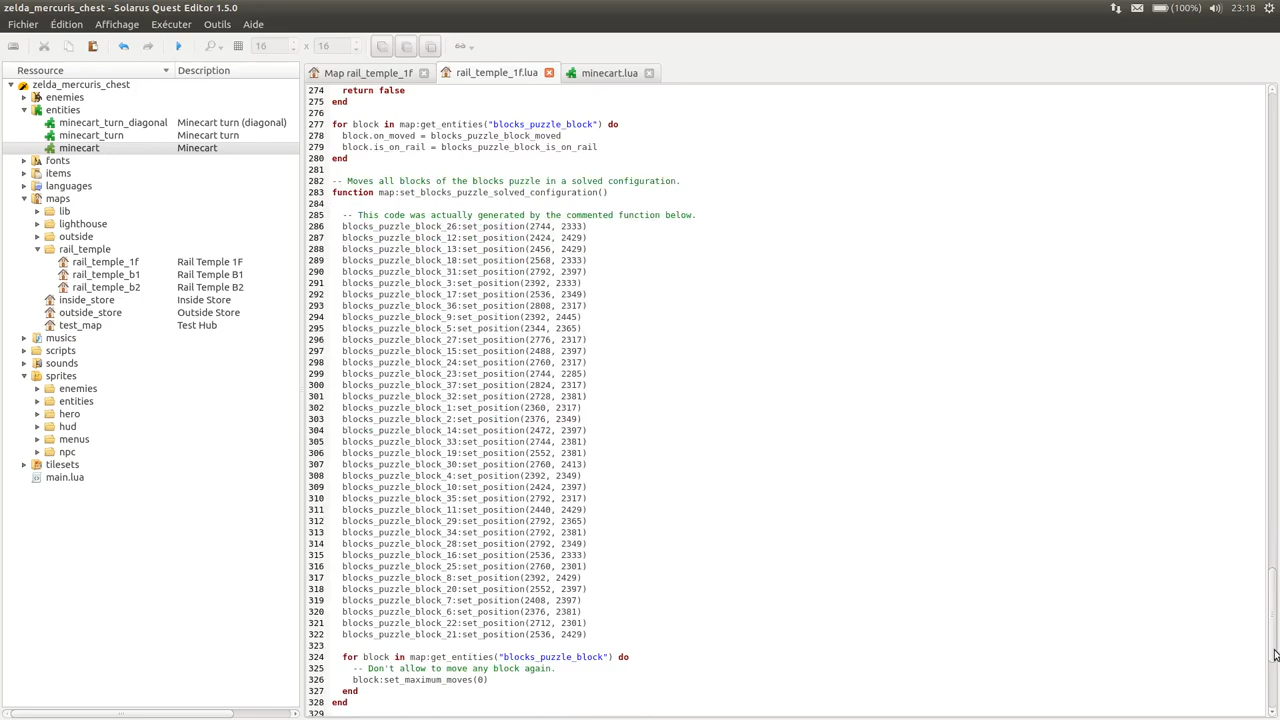 zelda_mercuris_chest - Solarus Quest Editor 1.5.0
(100%) 23:18
Fichier Édition Affichage Exécuter Outils Aide
16 x 16
Ressource Description
zelda_mercuris_chest
enemies
entities
minecart_turn_diagonal Minecart turn (diagonal)
minecart_turn Minecart turn
minecart Minecart
fonts
items
languages
maps
lib
lighthouse
outside
rail_temple
rail_temple_1f Rail Temple 1F
rail_temple_b1 Rail Temple B1
rail_temple_b2 Rail Temple B2
inside_store Inside Store
outside_store Outside Store
test_map Test Hub
musics
scripts
sounds
sprites
enemies
entities
hero
hud
menus
npc
tilesets
main.lua
Map rail_temple_1f rail_temple_1f.lua minecart.lua
274 return false
275 end
276
277 for block in map:get_entities("blocks_puzzle_block") do
278 block.on_moved = blocks_puzzle_block_moved
279 block.is_on_rail = blocks_puzzle_block_is_on_rail
280 end
281
282 -- Moves all blocks of the blocks puzzle in a solved configuration.
283 function map:set_blocks_puzzle_solved_configuration()
284
285 -- This code was actually generated by the commented function below.
286 blocks_puzzle_block_26:set_position(2744, 2333)
287 blocks_puzzle_block_12:set_position(2424, 2429)
288 blocks_puzzle_block_13:set_position(2456, 2429)
289 blocks_puzzle_block_18:set_position(2568, 2333)
290 blocks_puzzle_block_31:set_position(2792, 2397)
291 blocks_puzzle_block_3:set_position(2392, 2333)
292 blocks_puzzle_block_17:set_position(2536, 2349)
293 blocks_puzzle_block_36:set_position(2808, 2317)
294 blocks_puzzle_block_9:set_position(2392, 2445)
295 blocks_puzzle_block_5:set_position(2344, 2365)
296 blocks_puzzle_block_27:set_position(2776, 2317)
297 blocks_puzzle_block_15:set_position(2488, 2397)
298 blocks_puzzle_block_24:set_position(2760, 2317)
299 blocks_puzzle_block_23:set_position(2744, 2285)
300 blocks_puzzle_block_37:set_position(2824, 2317)
301 blocks_puzzle_block_32:set_position(2728, 2381)
302 blocks_puzzle_block_1:set_position(2360, 2317)
303 blocks_puzzle_block_2:set_position(2376, 2349)
304 blocks_puzzle_block_14:set_position(2472, 2397)
305 blocks_puzzle_block_33:set_position(2744, 2381)
306 blocks_puzzle_block_19:set_position(2552, 2381)
307 blocks_puzzle_block_30:set_position(2760, 2413)
308 blocks_puzzle_block_4:set_position(2392, 2349)
309 blocks_puzzle_block_10:set_position(2424, 2397)
310 blocks_puzzle_block_35:set_position(2792, 2317)
311 blocks_puzzle_block_11:set_position(2440, 2429)
312 blocks_puzzle_block_29:set_position(2792, 2365)
313 blocks_puzzle_block_34:set_position(2792, 2381)
314 blocks_puzzle_block_28:set_position(2792, 2349)
315 blocks_puzzle_block_16:set_position(2536, 2333)
316 blocks_puzzle_block_25:set_position(2760, 2301)
317 blocks_puzzle_block_8:set_position(2392, 2429)
318 blocks_puzzle_block_20:set_position(2552, 2397)
319 blocks_puzzle_block_7:set_position(2408, 2397)
320 blocks_puzzle_block_6:set_position(2376, 2381)
321 blocks_puzzle_block_22:set_position(2712, 2301)
322 blocks_puzzle_block_21:set_position(2536, 2429)
323
324 for block in map:get_entities("blocks_puzzle_block") do
325 -- Don't allow to move any block again.
326 block:set_maximum_moves(0)
327 end
328 end
329